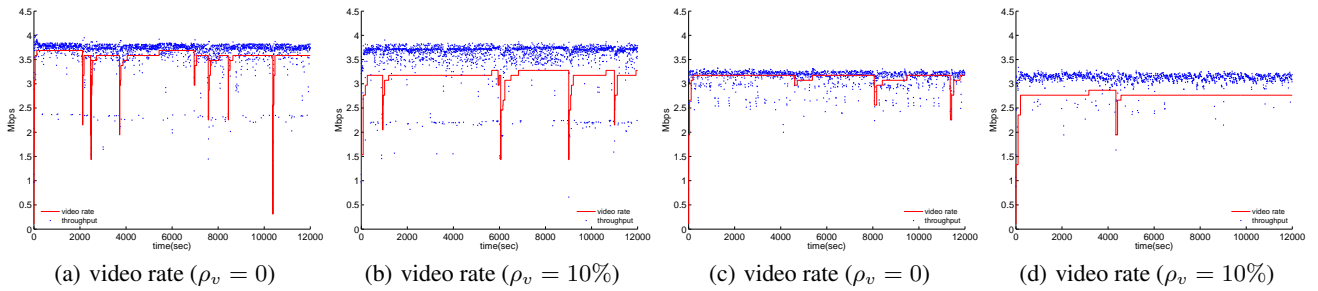 4.5
4
3.5
3
2.5
2
1.5
1
0.5
0
Mbps
video rate
throughput
0 2000 4000 6000 8000 10000 12000
time(sec)
(a) video rate (ρv = 0)
4.5
4
3.5
3
2.5
2
1.5
1
0.5
0
Mbps
video rate
throughput
0 2000 4000 6000 8000 10000 12000
time(sec)
(b) video rate (ρv = 10%)
4.5
4
3.5
3
2.5
2
1.5
1
0.5
0
Mbps
video rate
throughput
0 2000 4000 6000 8000 10000 12000
time(sec)
(c) video rate (ρv = 0)
4.5
4
3.5
3
2.5
2
1.5
1
0.5
0
Mbps
video rate
throughput
0 2000 4000 6000 8000 10000 12000
time(sec)
(d) video rate (ρv = 10%)